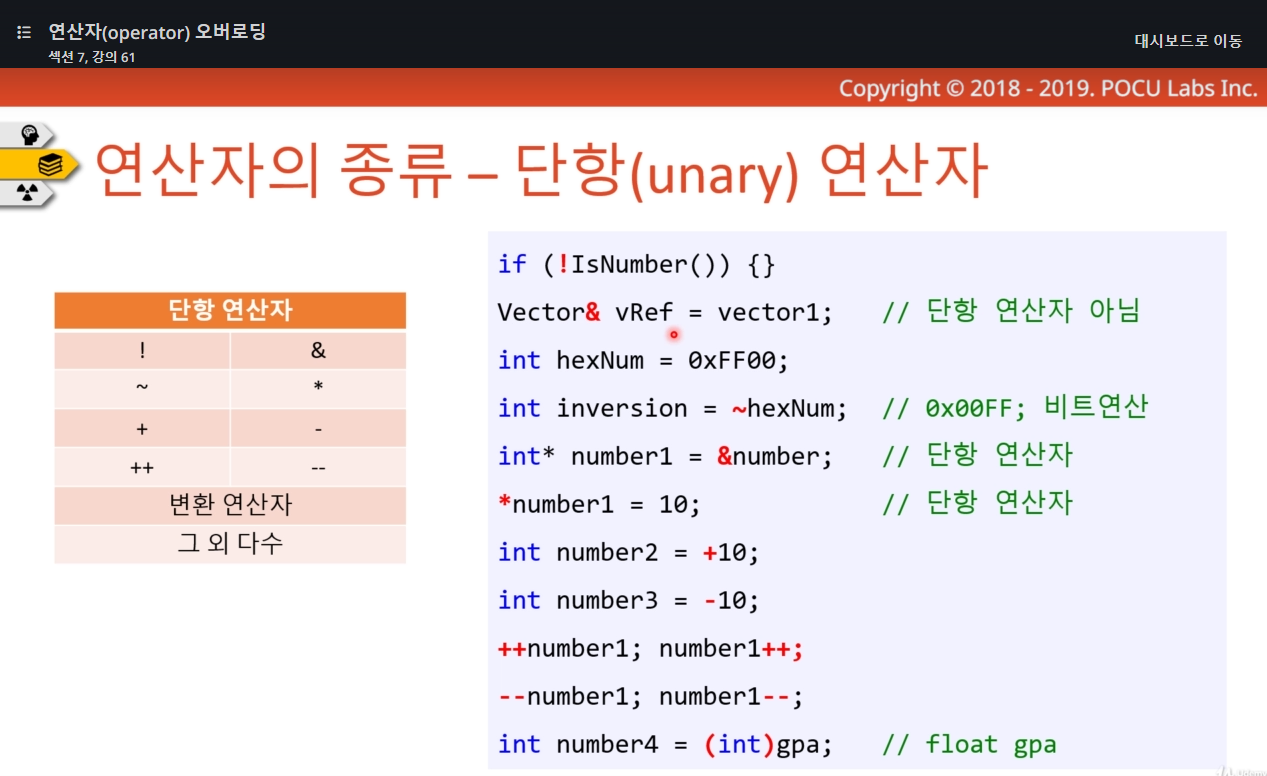 연산자(operator) 오버로딩
섹션 7, 강의 61
대시보드로 이동
Copyright © 2018 - 2019. POCU Labs Inc.
연산자의 종류 – 단항(unary) 연산자
단항 연산자
! &
~ *
+ -
++ --
변환 연산자
그 외 다수
if (!IsNumber()) {}
Vector& vRef = vector1; // 단항 연산자 아님
int hexNum = 0xFF00;
int inversion = ~hexNum; // 0x00FF; 비트연산
int* number1 = &number; // 단항 연산자
*number1 = 10; // 단항 연산자
int number2 = +10;
int number3 = -10;
++number1; number1++;
--number1; number1--;
int number4 = (int)gpa; // float gpa